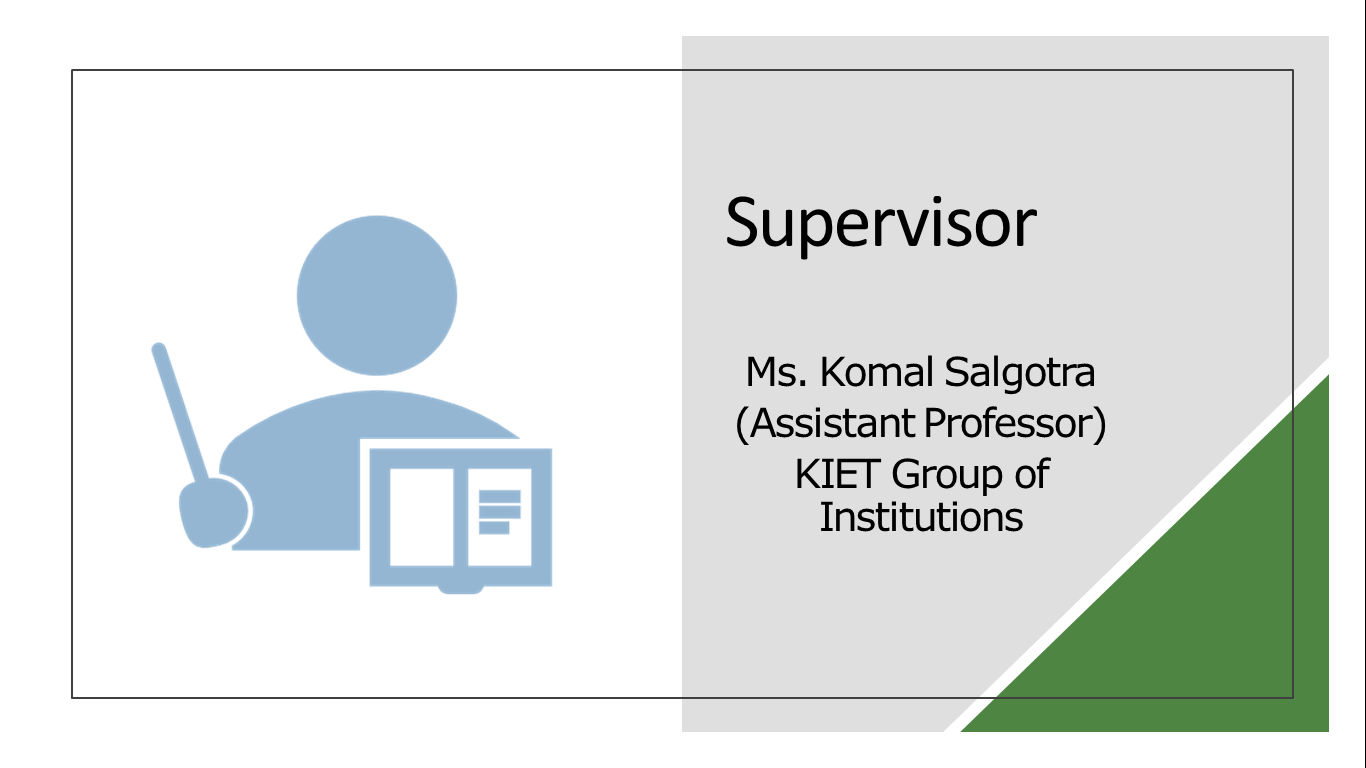 Supervisor
Ms. Komal Salgotra
(Assistant Professor)
KIET Group of
Institutions